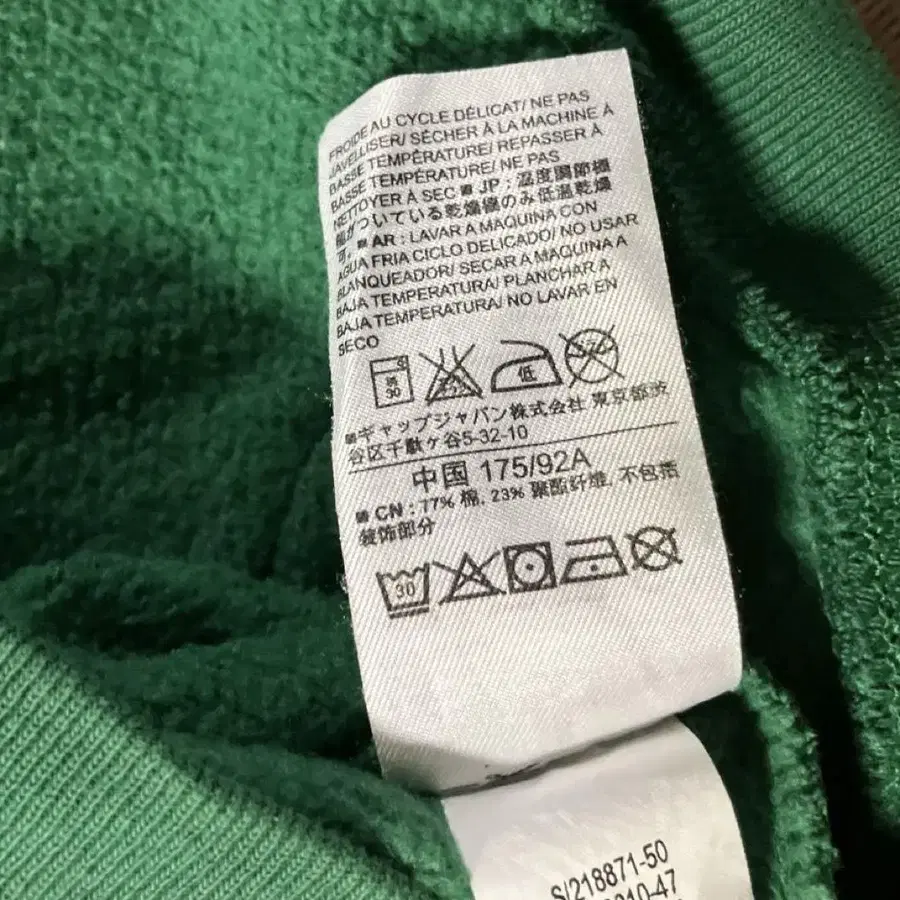 FROIDE AU CYCLE DÉLICAT/ NE PAS
JAVELLISER/ SÉCHER À LA MACHINE À
BASSE TEMPÉRATURE/ REPASSER À
BASSE TEMPÉRATURE/ NE PAS
NETTOYER À SEC ■ JP : 温度調節機
能がついている乾燥機のみ低温乾燥
可. ■ AR : LAVAR A MAQUINA CON
AGUA FRIA CICLO DELICADO/ NO USAR
BLANQUEADOR/ SECAR A MAQUINA A
BAJA TEMPERATURA/ PLANCHAR A
BAJA TEMPERATURA/ NO LAVAR EN
SECO
30 低
■ギャップジャパン株式会社 東京都渋
谷区千駄ヶ谷5-32-10
中国 175/92A
■ CN : 77% 棉, 23% 聚酯纤维, 不包括
装饰部分
30
S/218871-50
10-47